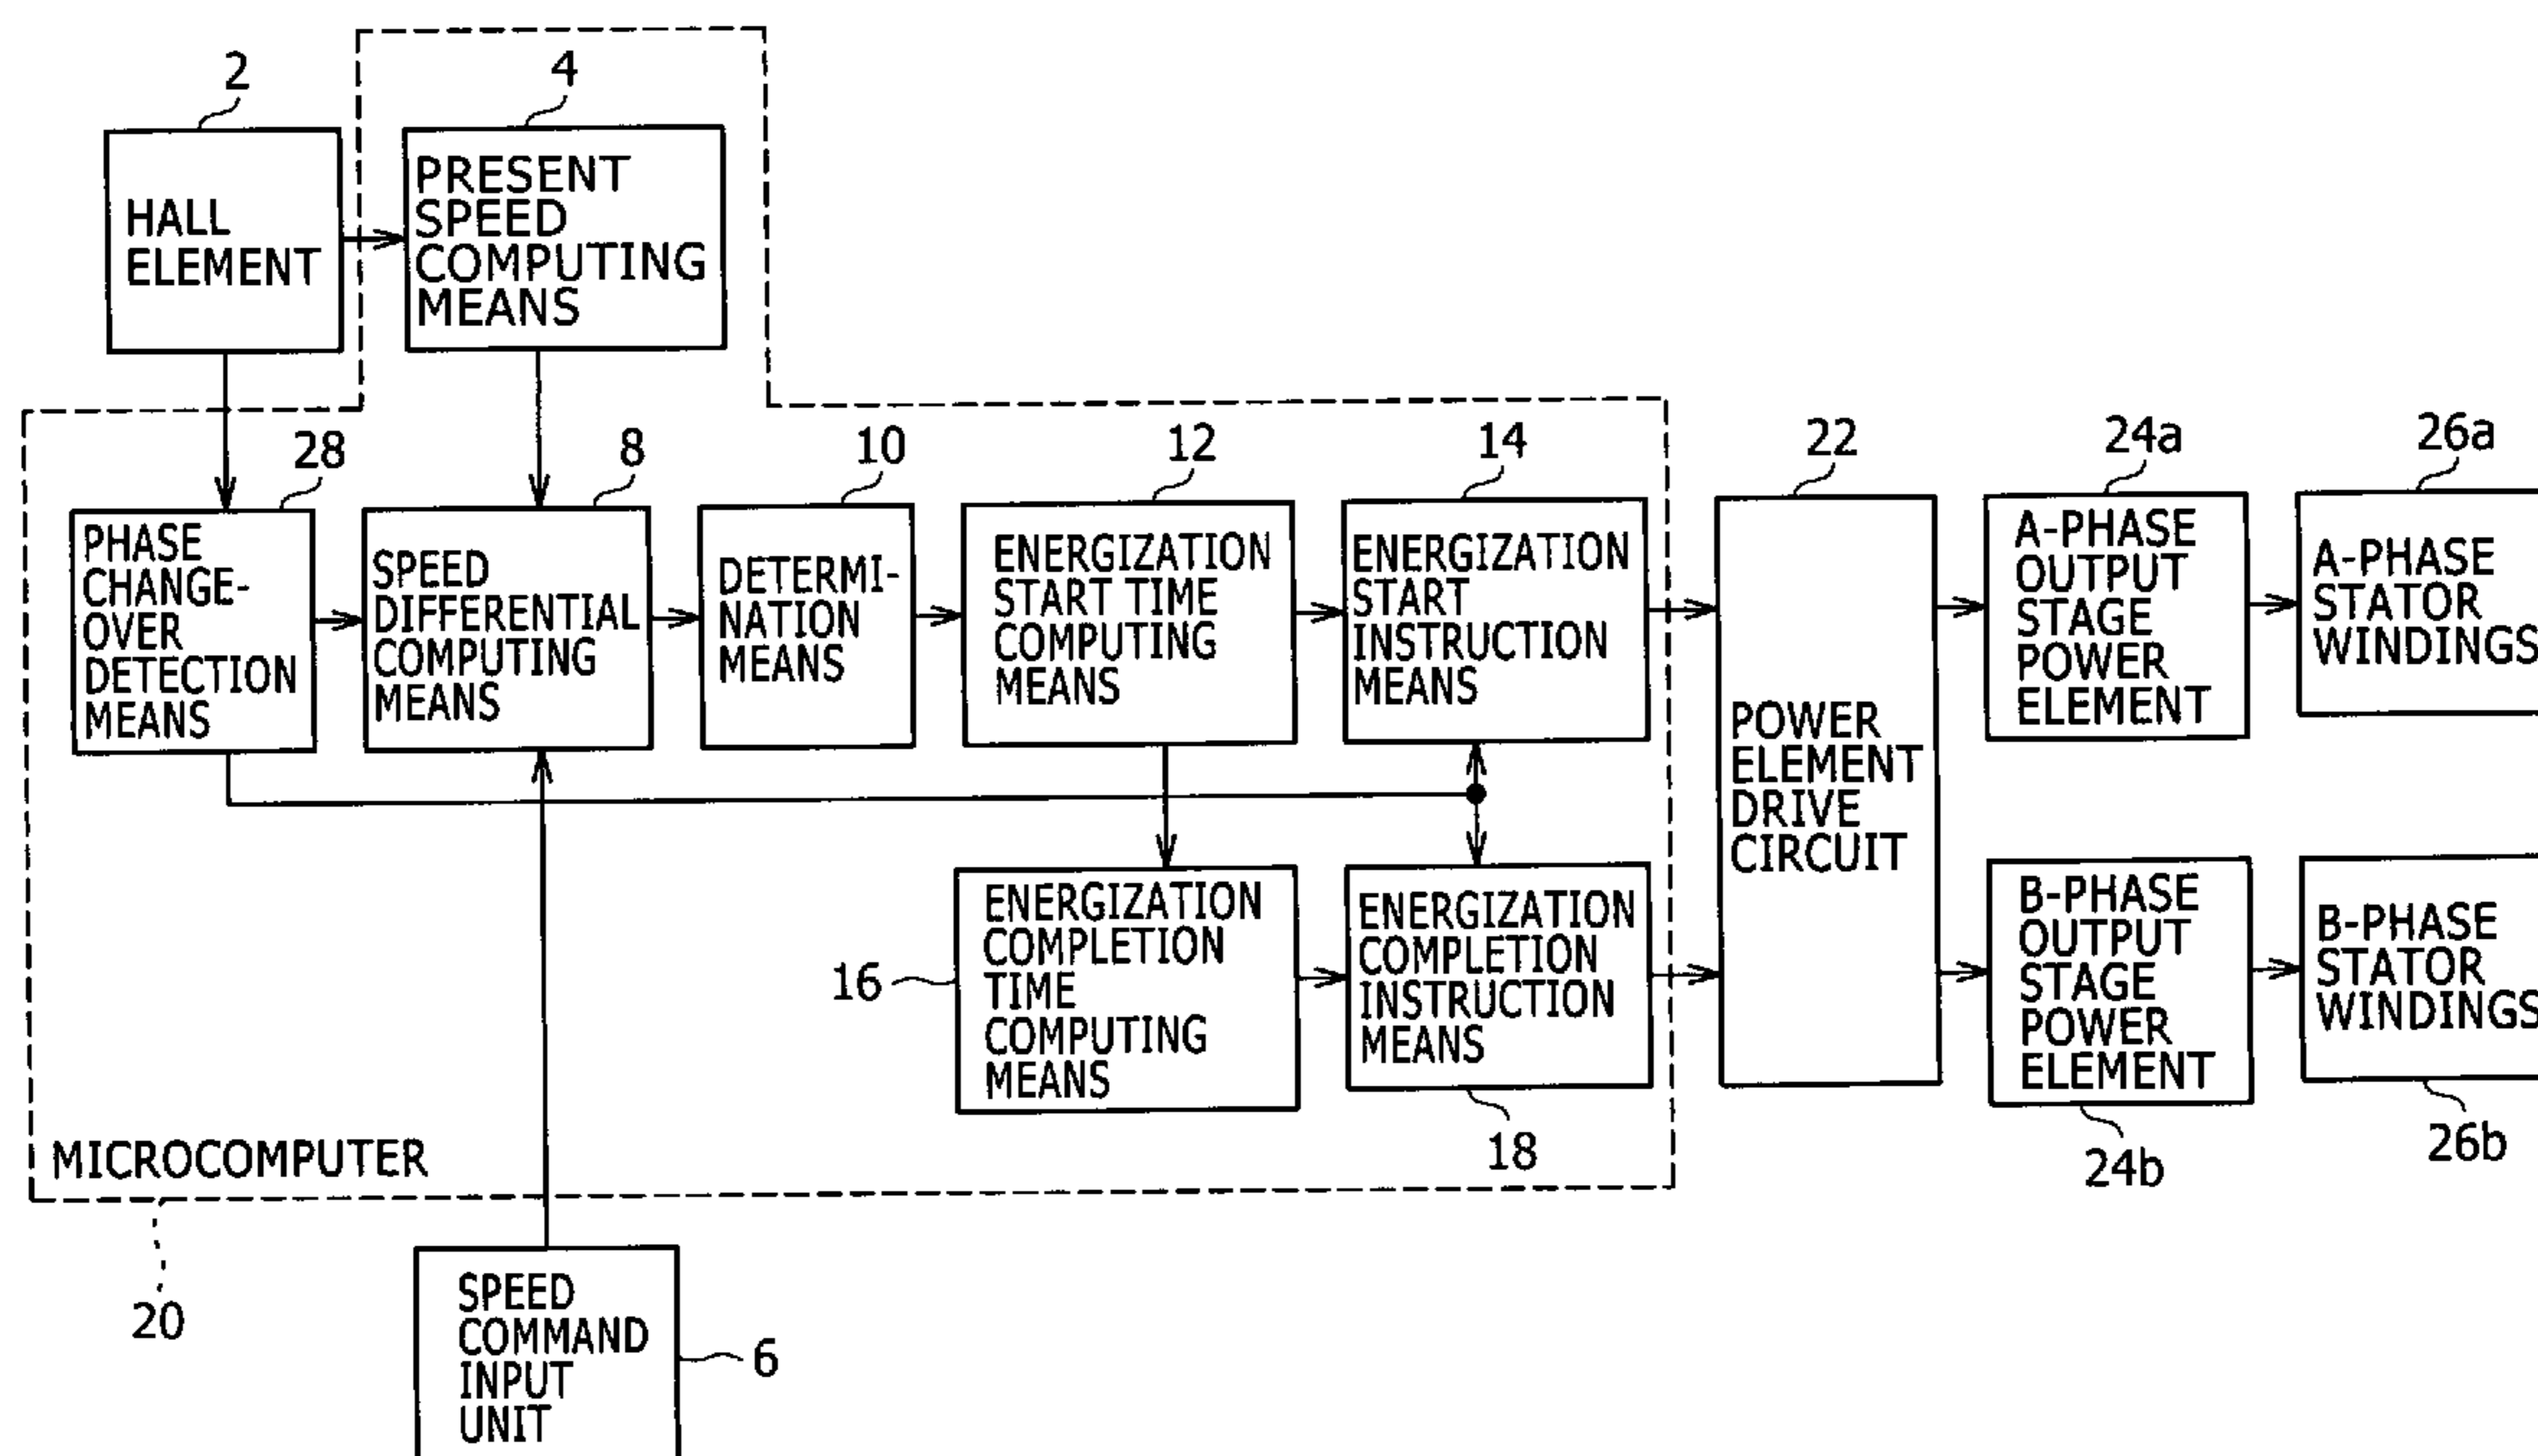 2
4
HALL
ELEMENT
PRESENT
SPEED
COMPUTING
MEANS
28
8
10
12
14
22
24a
26a
PHASE
CHANGE-
OVER
DETECTION
MEANS
SPEED
DIFFERENTIAL
COMPUTING
MEANS
DETERMI-
NATION
MEANS
ENERGIZATION
START TIME
COMPUTING
MEANS
ENERGIZATION
START
INSTRUCTION
MEANS
POWER
ELEMENT
DRIVE
CIRCUIT
A-PHASE
OUTPUT
STAGE
POWER
ELEMENT
A-PHASE
STATOR
WINDINGS
16
ENERGIZATION
COMPLETION
TIME
COMPUTING
MEANS
ENERGIZATION
COMPLETION
INSTRUCTION
MEANS
18
B-PHASE
OUTPUT
STAGE
POWER
ELEMENT
24b
B-PHASE
STATOR
WINDINGS
26b
MICROCOMPUTER
20
SPEED
COMMAND
INPUT
UNIT
6